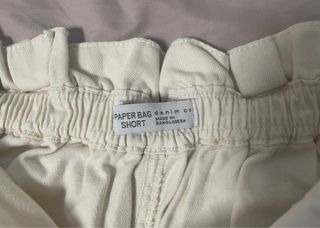 PAPER BAG
SHORT
denim co
MADE IN
BANGLADESH